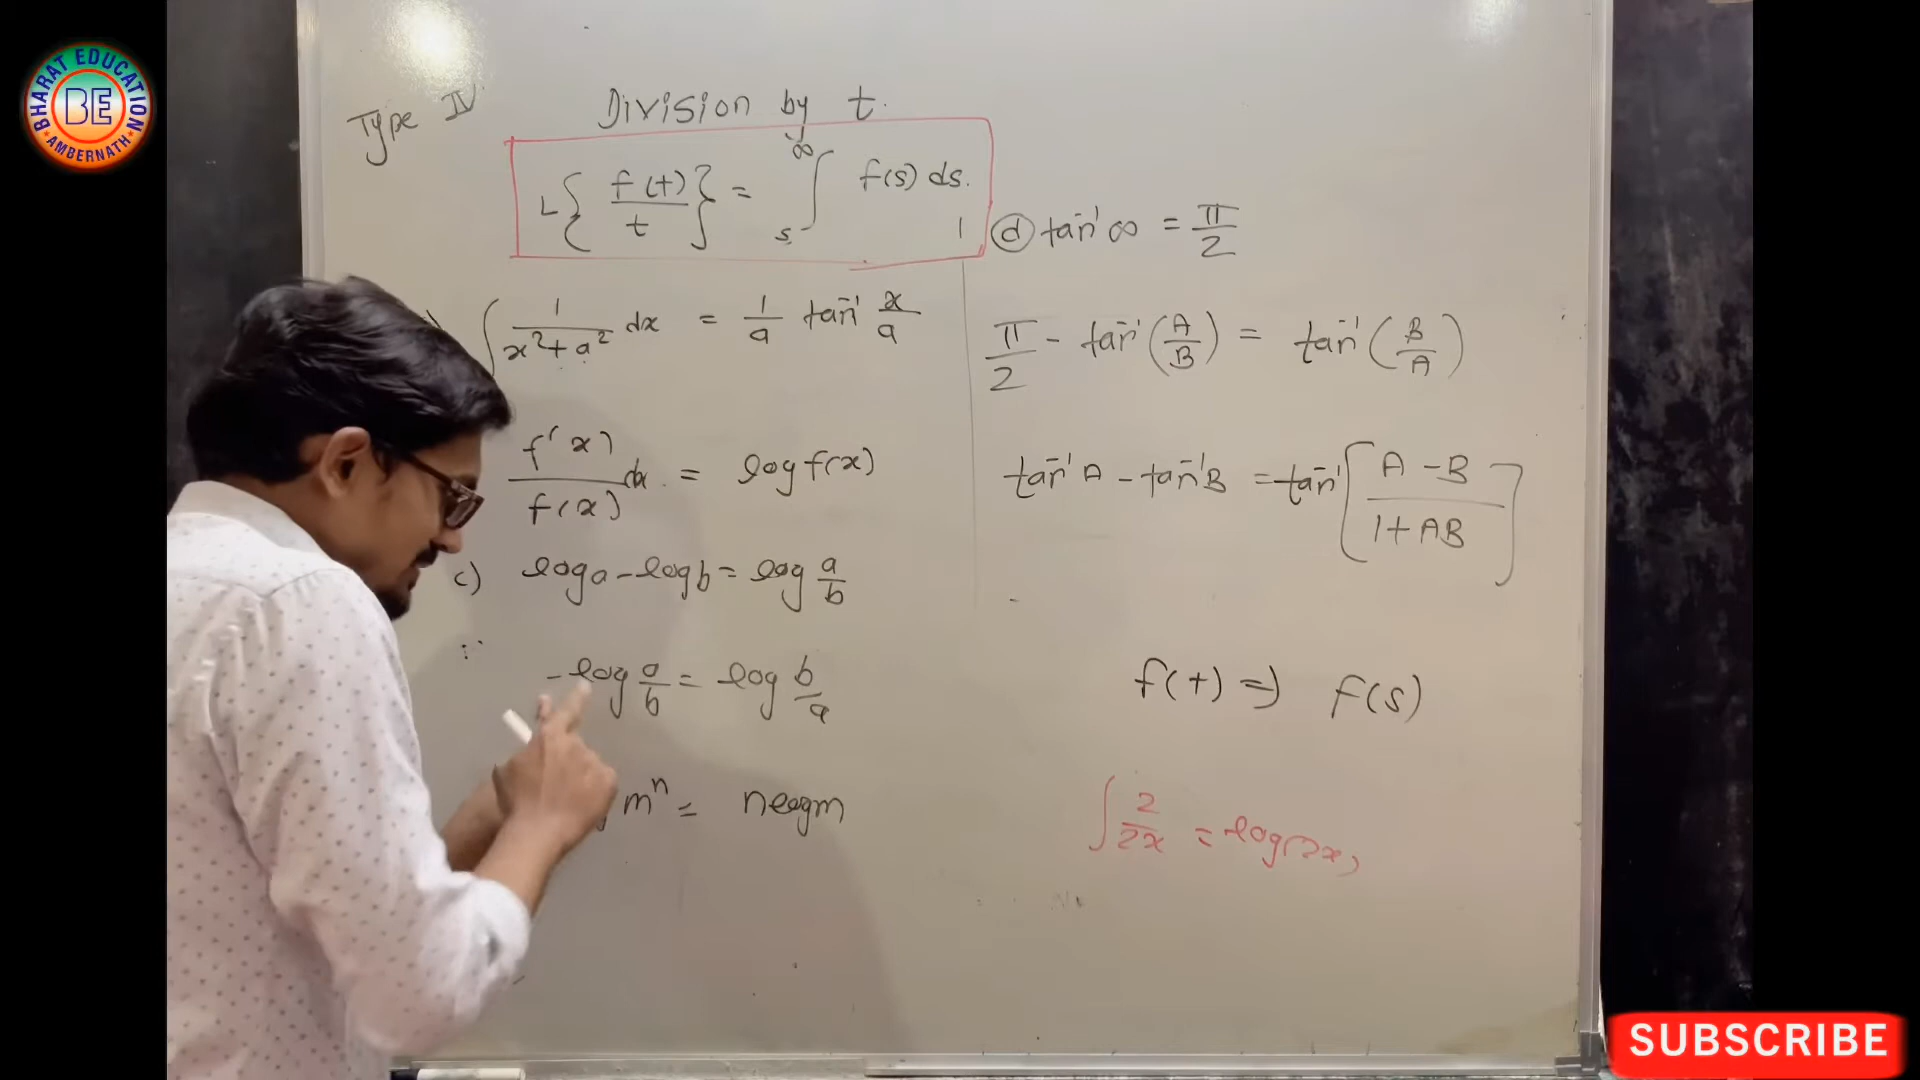 BHARAT EDUCATION
BE
AMBERNATH
Type IV
Division by t.
L{ f(t)/t } = ∫ₛ^∞ f(s) ds.
∫ 1/(x²+a²) dx = 1/a tan⁻¹ x/a
f'(x)/f(x) dx = log f(x)
c) log a - log b = log a/b
∴
- log a/b = log b/a
mⁿ = n log m
(d) tan⁻¹ ∞ = π/2
π/2 - tan⁻¹(A/B) = tan⁻¹(B/A)
tan⁻¹ A - tan⁻¹ B = tan⁻¹[ (A - B)/(1 + AB) ]
f(t) ⇒ F(s)
∫ 2/2x = log(2x)
SUBSCRIBE